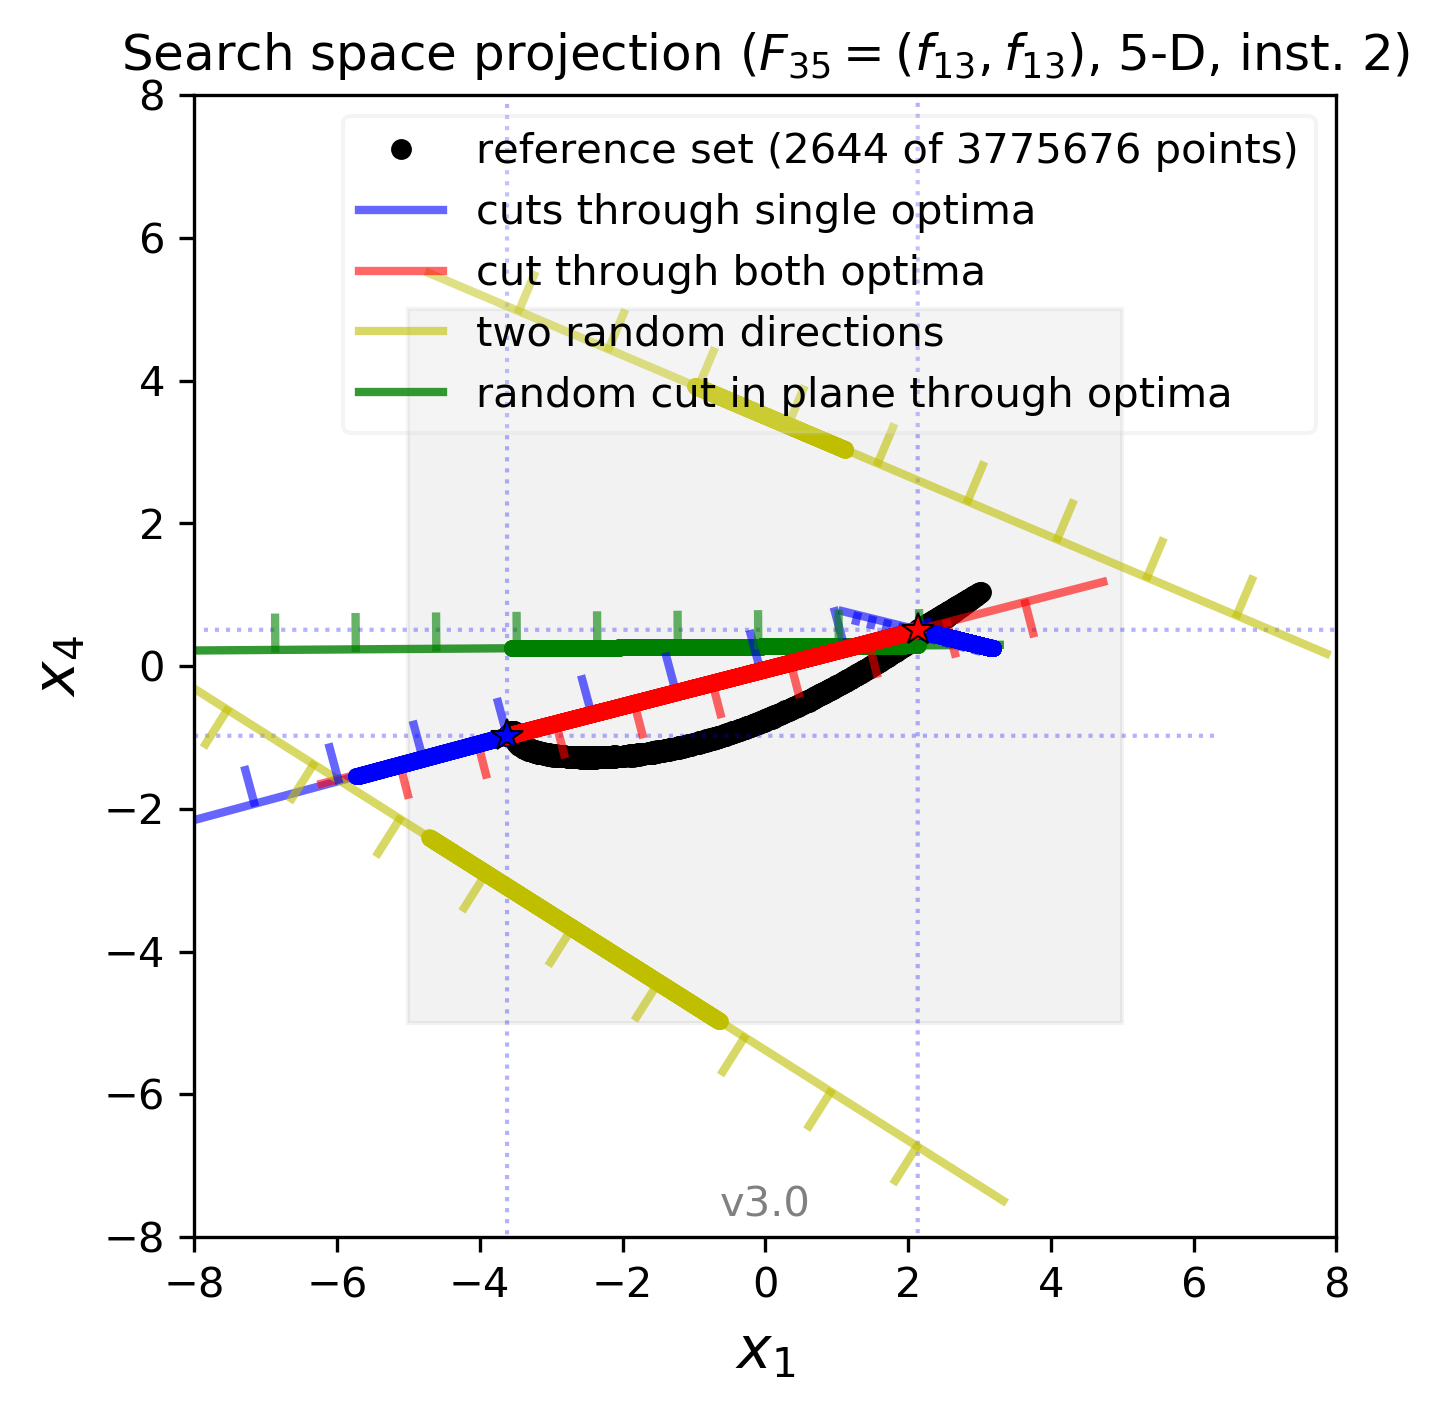 Search space projection (F35 = (f13, f13), 5-D, inst. 2)
reference set (2644 of 3775676 points)
cuts through single optima
cut through both optima
two random directions
random cut in plane through optima
8
6
4
2
0
−2
−4
−6
−8
x4
v3.0
−8 −6 −4 −2 0 2 4 6 8
x1